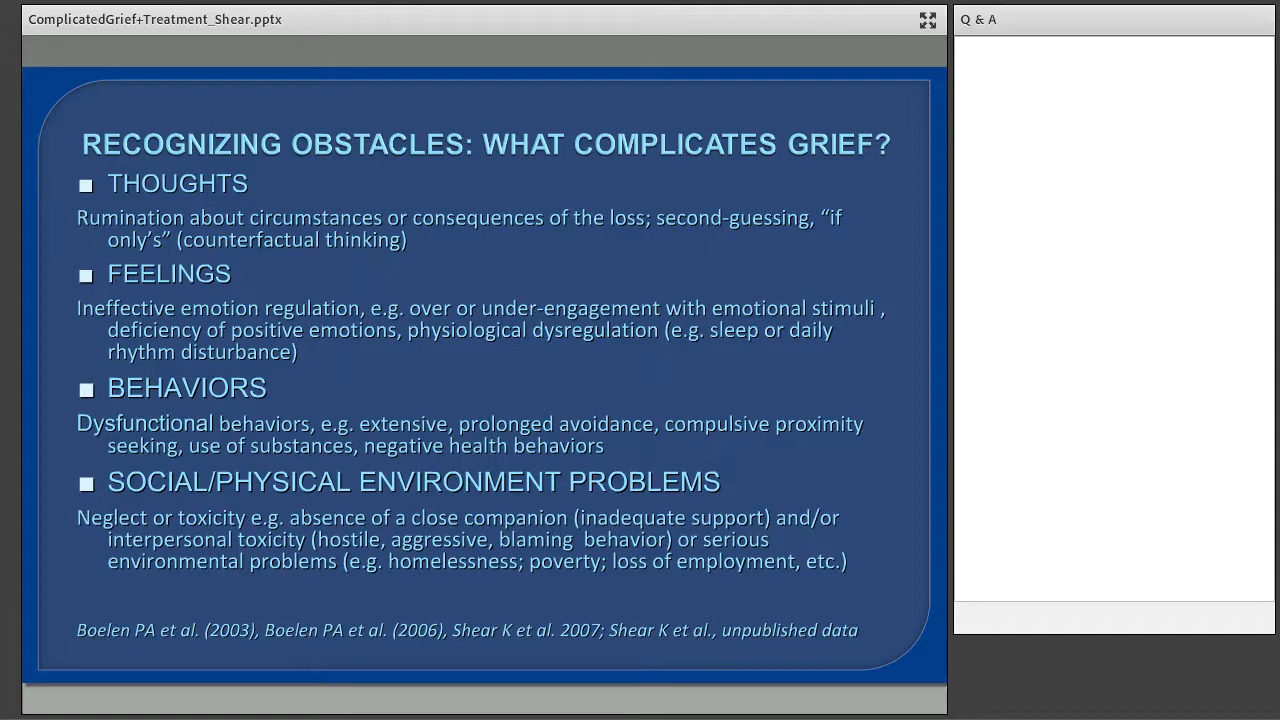 ComplicatedGrief+Treatment_Shear.pptx
Q & A
RECOGNIZING OBSTACLES: WHAT COMPLICATES GRIEF?
■ THOUGHTS
Rumination about circumstances or consequences of the loss; second-guessing, “if
only’s” (counterfactual thinking)
■ FEELINGS
Ineffective emotion regulation, e.g. over or under-engagement with emotional stimuli ,
deficiency of positive emotions, physiological dysregulation (e.g. sleep or daily
rhythm disturbance)
■ BEHAVIORS
Dysfunctional behaviors, e.g. extensive, prolonged avoidance, compulsive proximity
seeking, use of substances, negative health behaviors
■ SOCIAL/PHYSICAL ENVIRONMENT PROBLEMS
Neglect or toxicity e.g. absence of a close companion (inadequate support) and/or
interpersonal toxicity (hostile, aggressive, blaming  behavior) or serious
environmental problems (e.g. homelessness; poverty; loss of employment, etc.)
Boelen PA et al. (2003), Boelen PA et al. (2006), Shear K et al. 2007; Shear K et al., unpublished data